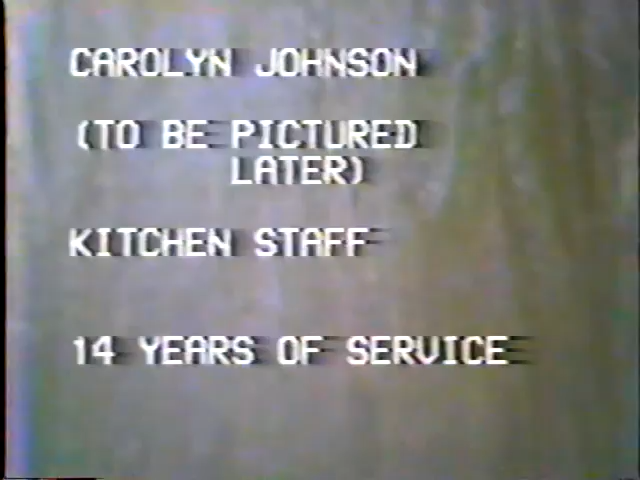 CAROLYN JOHNSON
(TO BE PICTURED
LATER)
KITCHEN STAFF
14 YEARS OF SERVICE